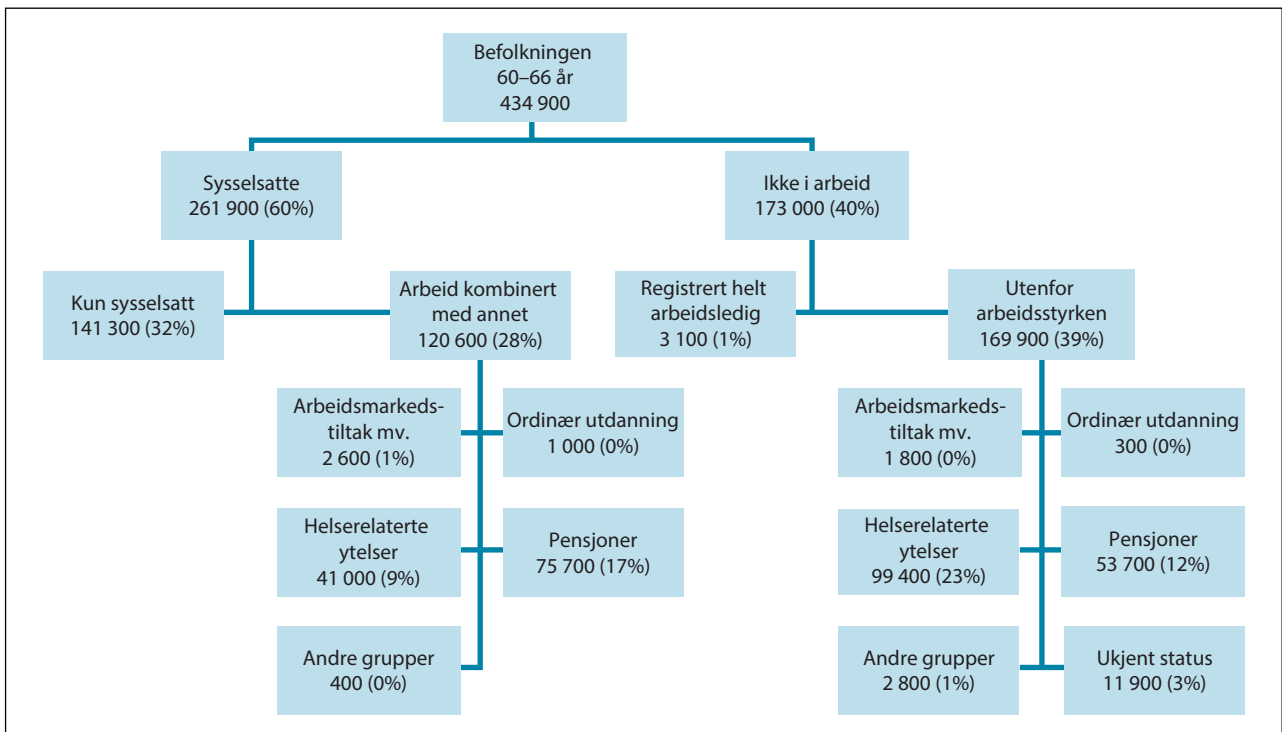 Befolkningen
60–66 år
434 900
Sysselsatte
261 900 (60%)
Ikke i arbeid
173 000 (40%)
Kun sysselsatt
141 300 (32%)
Arbeid kombinert
med annet
120 600 (28%)
Registrert helt
arbeidsledig
3 100 (1%)
Utenfor
arbeidsstyrken
169 900 (39%)
Arbeidsmarkeds-
tiltak mv.
2 600 (1%)
Ordinær utdanning
1 000 (0%)
Arbeidsmarkeds-
tiltak mv.
1 800 (0%)
Ordinær utdanning
300 (0%)
Helserelaterte
ytelser
41 000 (9%)
Pensjoner
75 700 (17%)
Helserelaterte
ytelser
99 400 (23%)
Pensjoner
53 700 (12%)
Andre grupper
400 (0%)
Andre grupper
2 800 (1%)
Ukjent status
11 900 (3%)